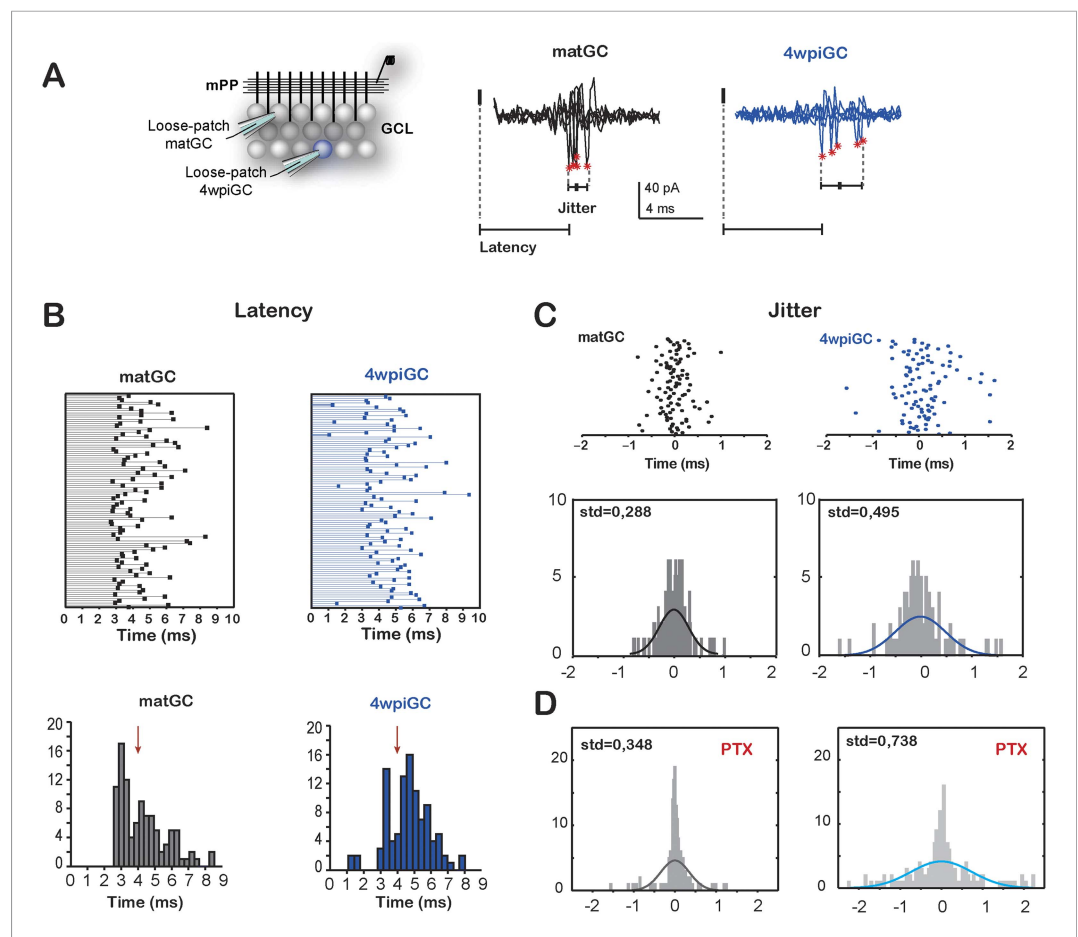 A
mPP
Loose-patch
matGC
GCL
Loose-patch
4wpiGC
matGC
4wpiGC
Jitter
40 pA
4 ms
Latency
B
Latency
matGC
4wpiGC
0 1 2 3 4 5 6 7 8 9 10
Time (ms)
0 1 2 3 4 5 6 7 8 9 10
Time (ms)
matGC
4wpiGC
20
16
12
8
4
0
0 1 2 3 4 5 6 7 8 9
Time (ms)
20
16
12
8
4
0
0 1 2 3 4 5 6 7 8 9
Time (ms)
C
Jitter
matGC
4wpiGC
−2 −1 0 1 2
Time (ms)
−2 −1 0 1 2
Time (ms)
10
5
0
std=0,288
-2 -1 0 1 2
10
5
0
std=0,495
-2 -1 0 1 2
D
20
10
0
std=0,348
PTX
-2 -1 0 1 2
20
10
0
std=0,738
PTX
-2 -1 0 1 2